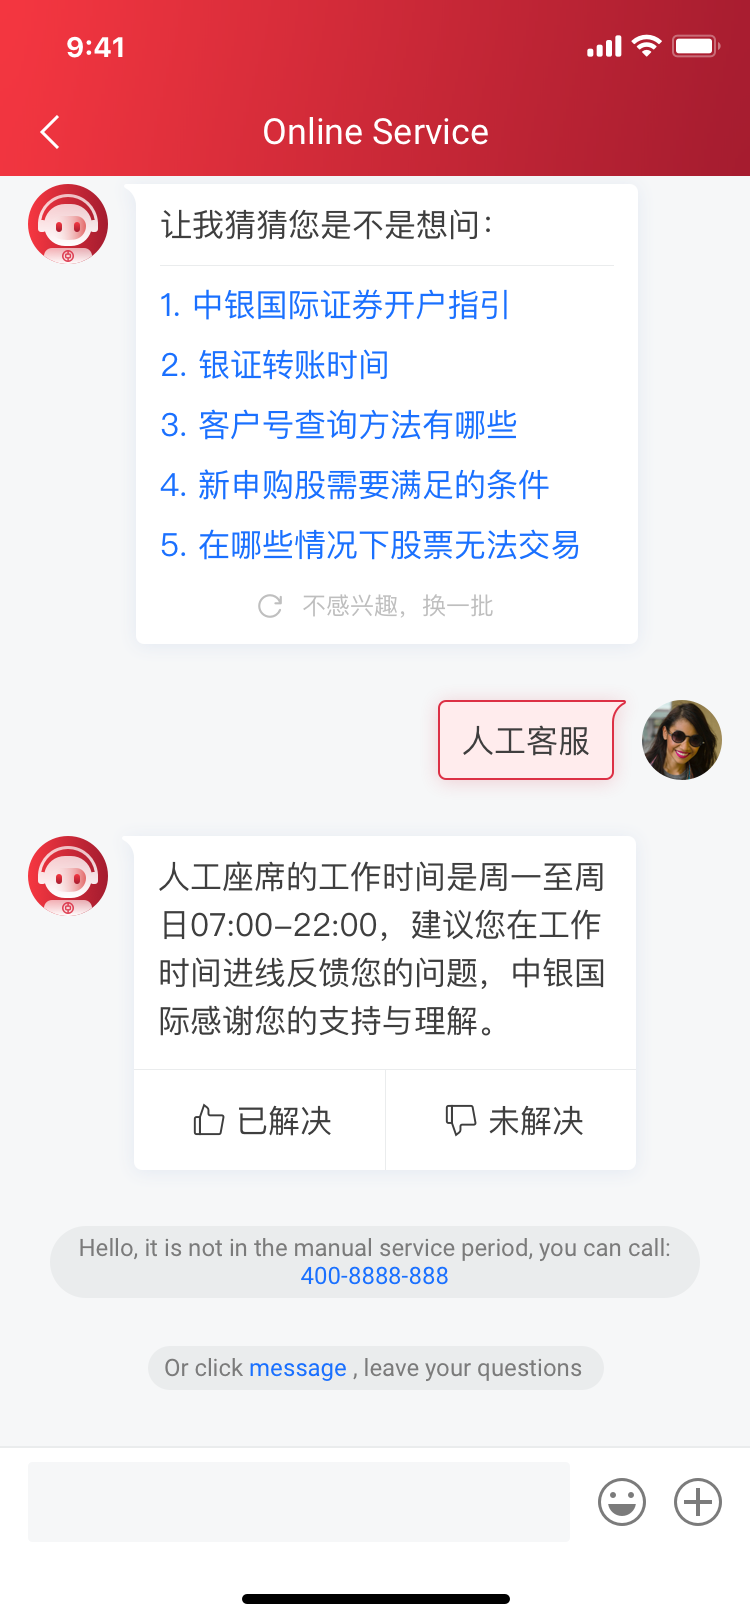 9:41
Online Service
让我猜猜您是不是想问：
1. 中银国际证券开户指引
2. 银证转账时间
3. 客户号查询方法有哪些
4. 新申购股需要满足的条件
5. 在哪些情况下股票无法交易
不感兴趣，换一批
人工客服
人工座席的工作时间是周一至周
日07:00-22:00，建议您在工作
时间进线反馈您的问题，中银国
际感谢您的支持与理解。
已解决
未解决
Hello, it is not in the manual service period, you can call:
400-8888-888
Or click message , leave your questions